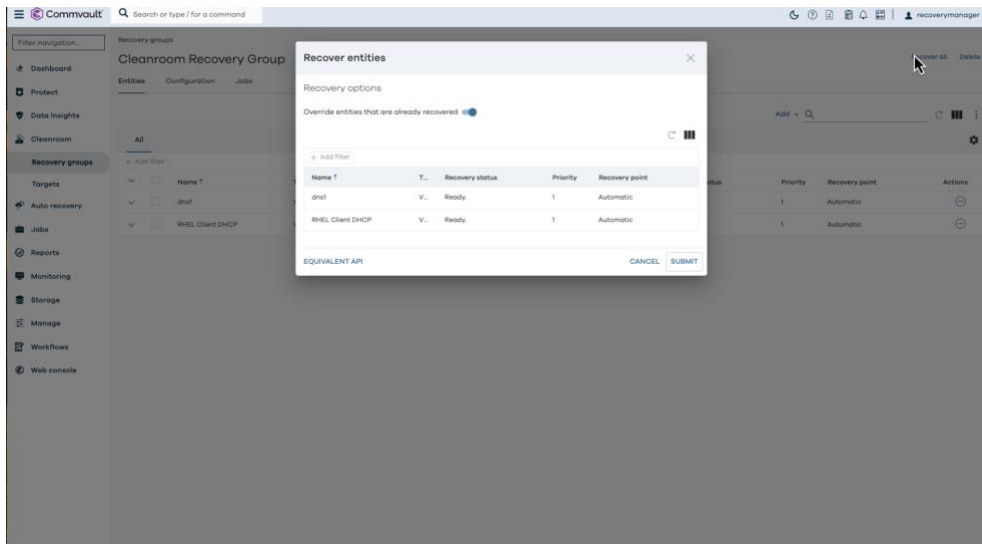 Commvault
Search or type / for a command
recoverymanager
Filter navigation...
Dashboard
Protect
Data Insights
Cleanroom
Recovery groups
Targets
Auto recovery
Jobs
Reports
Monitoring
Storage
Manage
Workflows
Web console
Recovery groups
Cleanroom Recovery Group
Delete
Entities Configuration Jobs
Add
All
+ Add filter
Name ↑ Priority Recovery point Actions
dns1 1 Automatic
RHEL Client DHCP 1 Automatic
Recover entities
Recovery options
Override entities that are already recovered
+ Add filter
Name ↑ T... Recovery status Priority Recovery point
dns1 V... Ready. 1 Automatic
RHEL Client DHCP V... Ready. 1 Automatic
EQUIVALENT API CANCEL SUBMIT